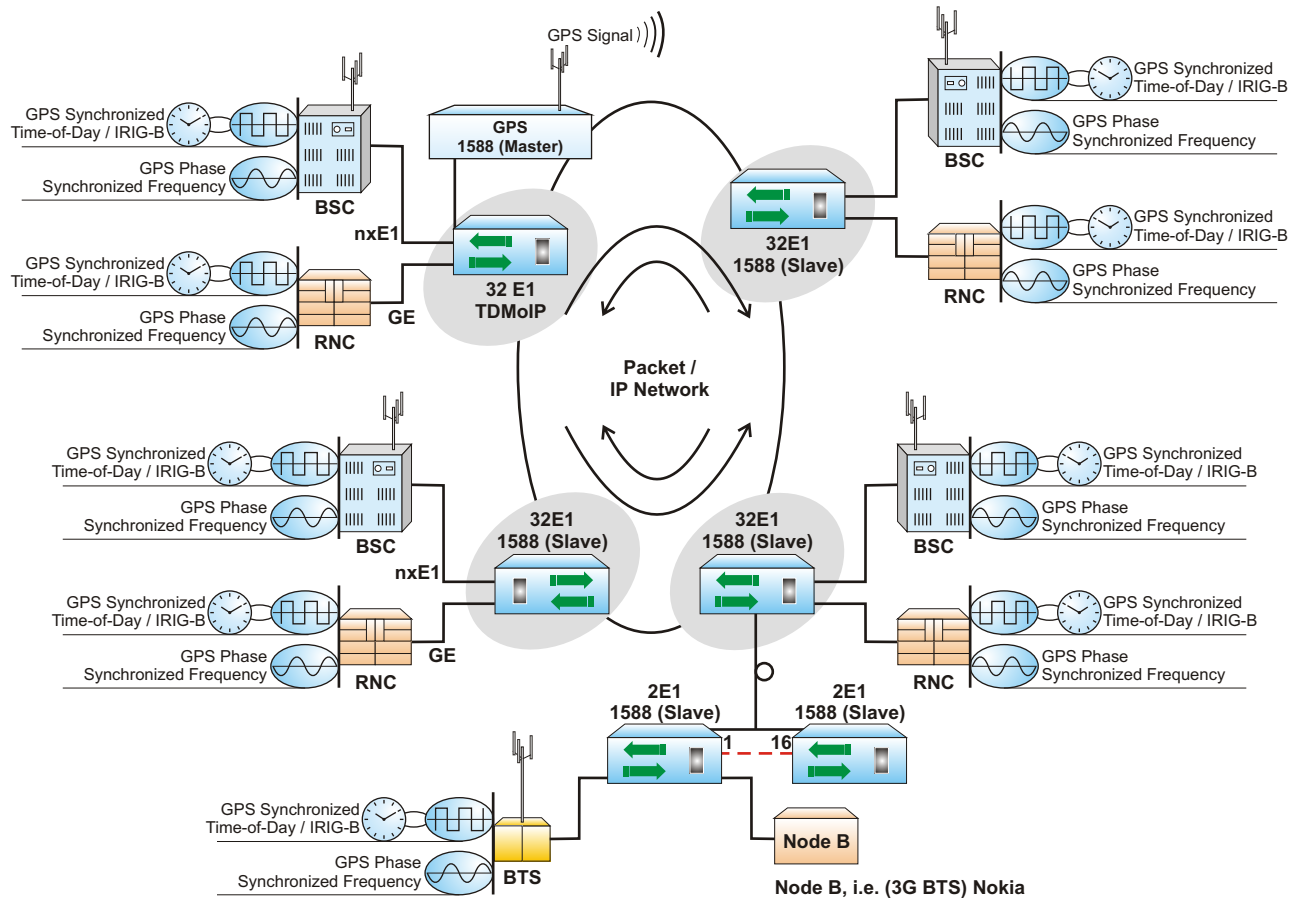 GPS Signal
GPS Synchronized
Time-of-Day / IRIG-B
GPS Phase
Synchronized Frequency
BSC
GPS
1588 (Master)
nxE1
GPS Synchronized
Time-of-Day / IRIG-B
GPS Phase
Synchronized Frequency
RNC
GE
32 E1
TDMoIP
GPS Synchronized
Time-of-Day / IRIG-B
GPS Phase
Synchronized Frequency
BSC
32E1
1588 (Slave)
GPS Synchronized
Time-of-Day / IRIG-B
GPS Phase
Synchronized Frequency
RNC
Packet /
IP Network
GPS Synchronized
Time-of-Day / IRIG-B
GPS Phase
Synchronized Frequency
BSC
nxE1
32E1
1588 (Slave)
GPS Synchronized
Time-of-Day / IRIG-B
GPS Phase
Synchronized Frequency
RNC
GE
32E1
1588 (Slave)
GPS Synchronized
Time-of-Day / IRIG-B
GPS Phase
Synchronized Frequency
BSC
GPS Synchronized
Time-of-Day / IRIG-B
GPS Phase
Synchronized Frequency
RNC
2E1
1588 (Slave)
1
16
2E1
1588 (Slave)
GPS Synchronized
Time-of-Day / IRIG-B
GPS Phase
Synchronized Frequency
BTS
Node B
Node B, i.e. (3G BTS) Nokia